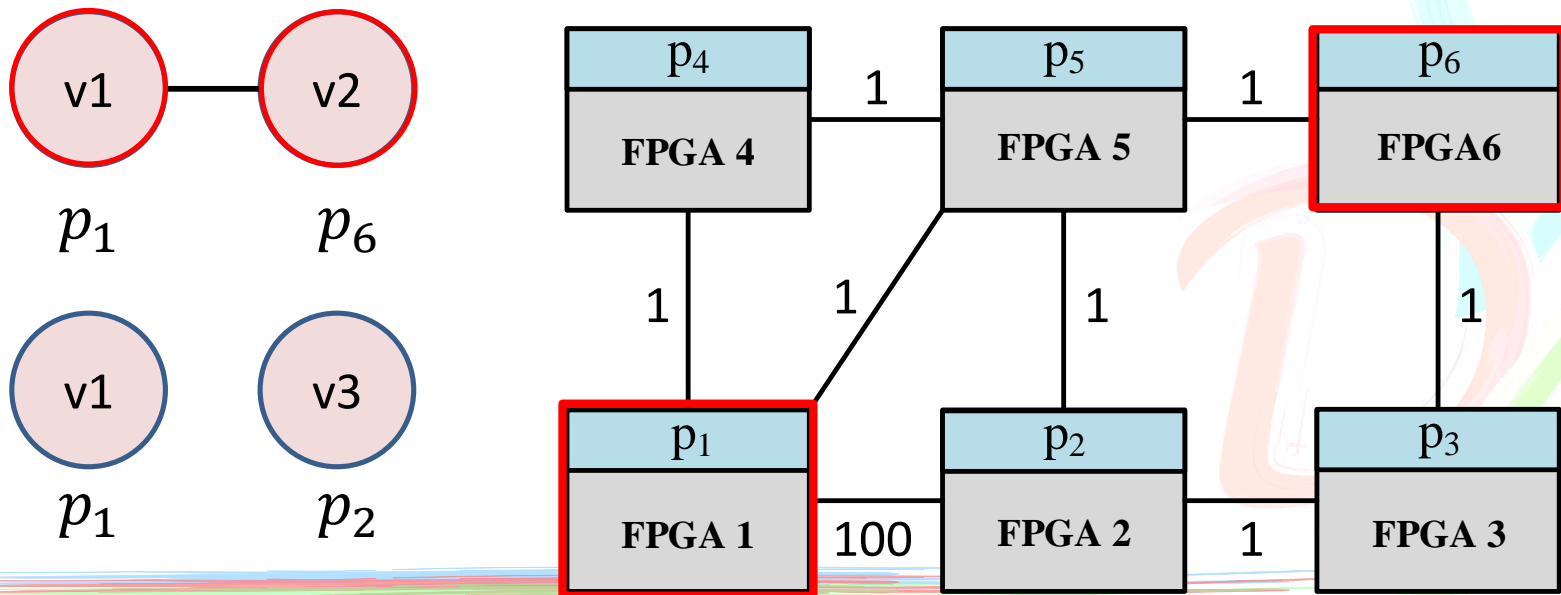 v1 v2
p₁ p₆
v1 v3
p₁ p₂
p₄ p₅ p₆
1 1
FPGA 4 FPGA 5 FPGA6
1 1 1 1
p₁ p₂ p₃
FPGA 1 100 FPGA 2 1 FPGA 3